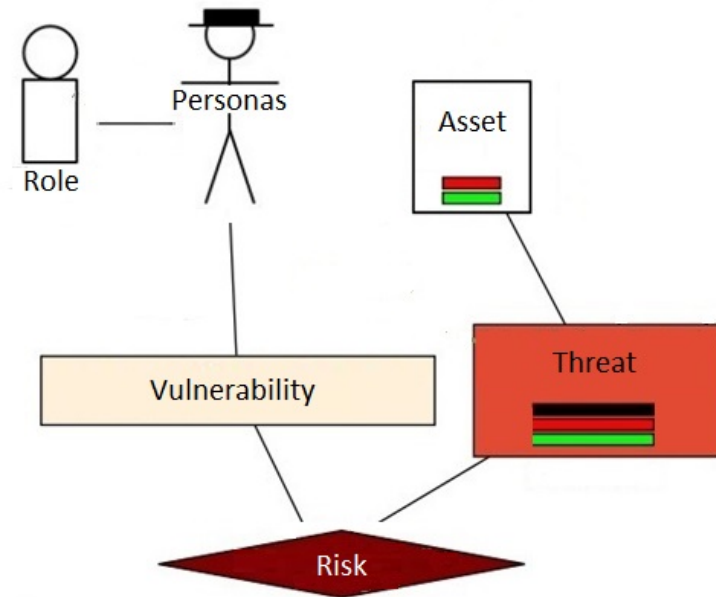 Personas
Role
Asset
Vulnerability
Threat
Risk